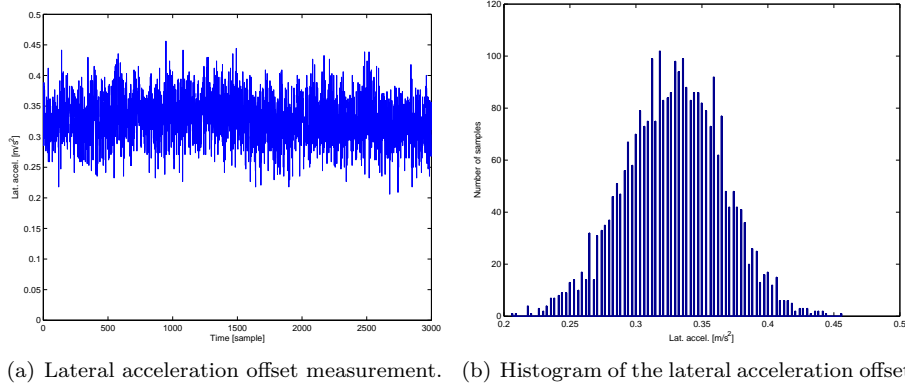 0.5
0.45
0.4
0.35
0.3
0.25
0.2
0.15
0.1
0.05
0
Lat. accel. [m/s²]
0 500 1000 1500 2000 2500 3000
Time [sample]
(a) Lateral acceleration offset measurement.
120
100
80
60
40
20
0
Number of samples
0.2 0.25 0.3 0.35 0.4 0.45 0.5
Lat. accel. [m/s²]
(b) Histogram of the lateral acceleration offset